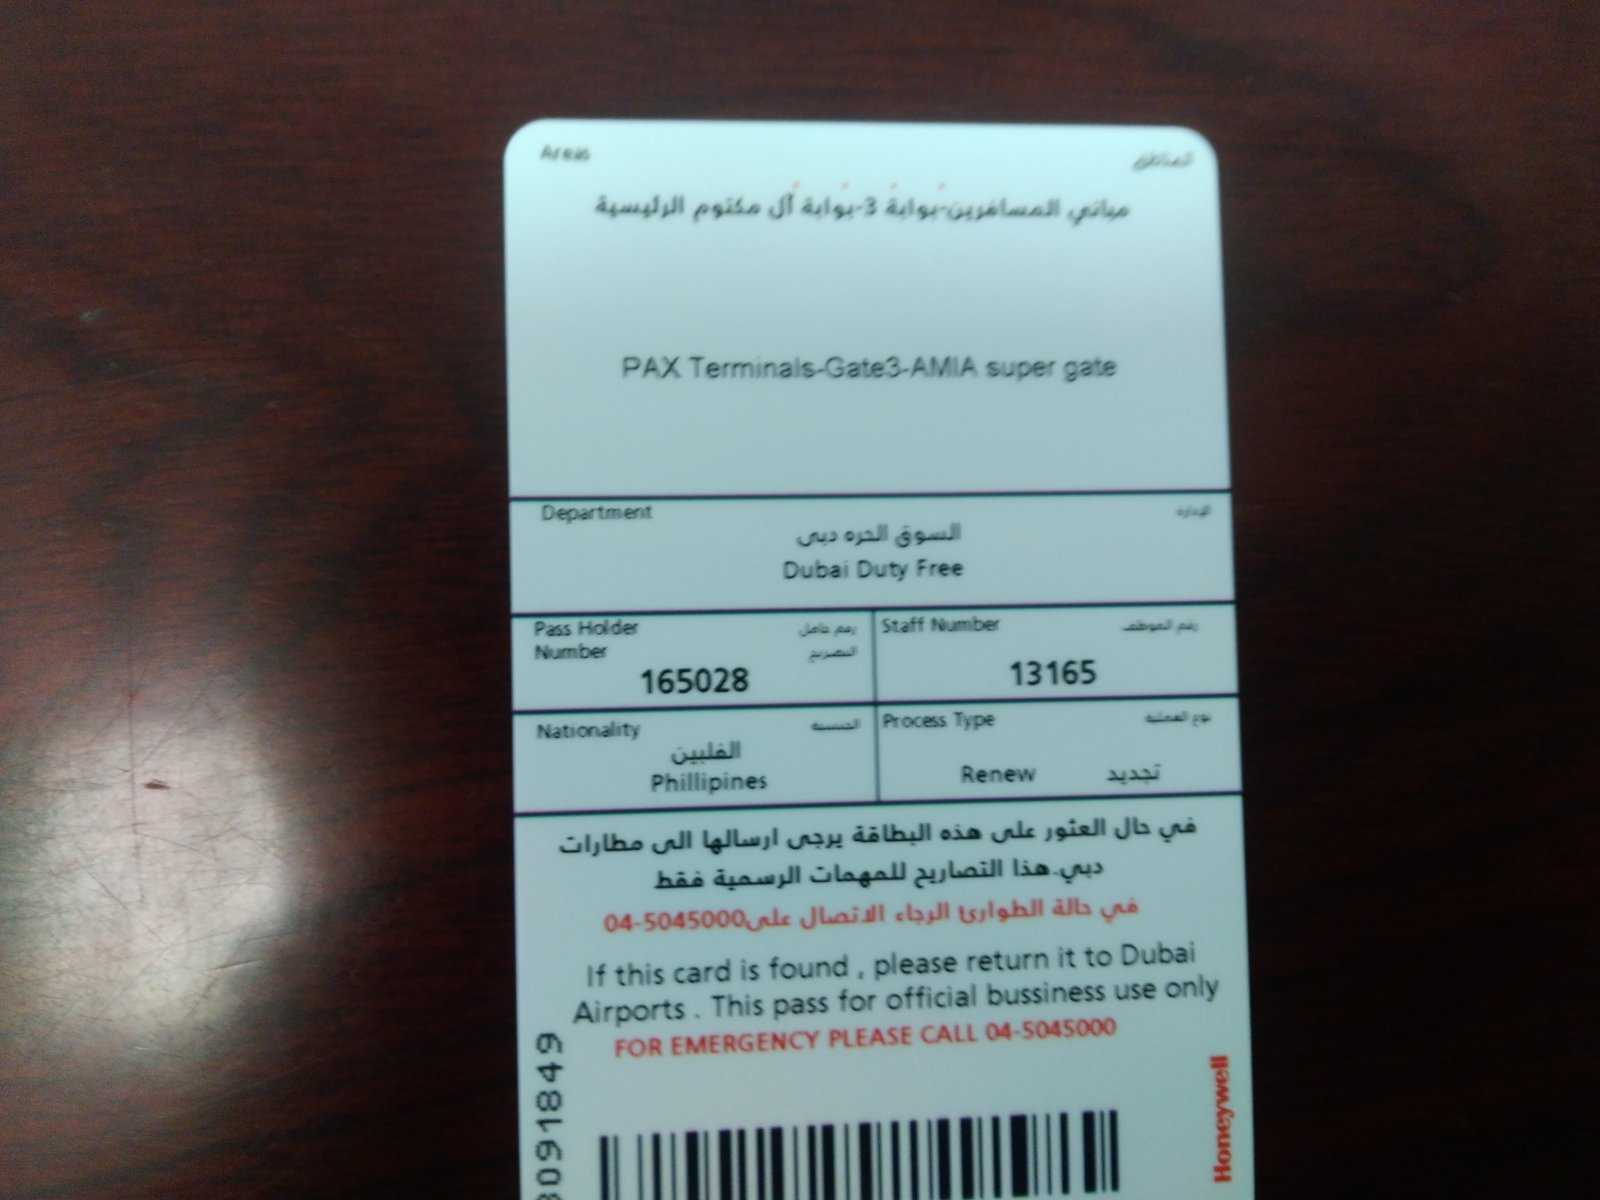 Areas المناطق
مباني المسافرين-بوابة 3-بوابة آل مكتوم الرئيسية
PAX Terminals-Gate3-AMIA super gate
Department الإدارة
السوق الحره دبى
Dubai Duty Free
Pass Holder رقم حامل
Number التصريح
165028
Staff Number رقم الموظف
13165
Nationality الجنسية
الفلبين
Phillipines
Process Type نوع العملية
Renew تجديد
في حال العثور على هذه البطاقة يرجى ارسالها الى مطارات
دبي.هذا التصاريح للمهمات الرسمية فقط
في حالة الطوارئ الرجاء الاتصال على04-5045000
If this card is found , please return it to Dubai
Airports . This pass for official bussiness use only
FOR EMERGENCY PLEASE CALL 04-5045000
3091849
Honeywell